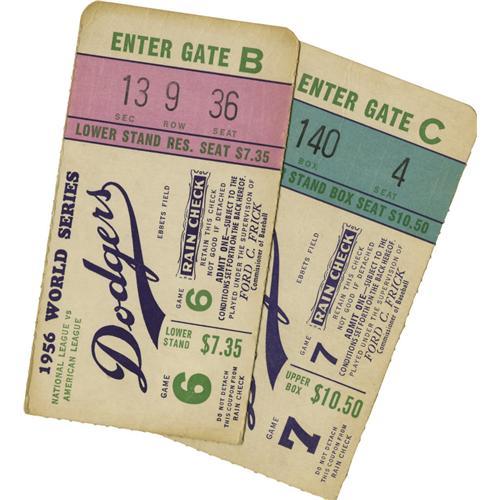 ENTER GATE B
13 9 36
SEC ROW SEAT
LOWER STAND RES. SEAT $7.35
1956 WORLD SERIES
NATIONAL LEAGUE VS
AMERICAN LEAGUE
Dodgers
EBBETS FIELD
RAIN CHECK
RETAIN THIS CHECK
NOT GOOD IF DETACHED
ADMIT ONE—SUBJECT TO THE
CONDITIONS SET FORTH ON THE BACK HEREOF.
PLAYED UNDER THE SUPERVISION OF
FORD C. FRICK
Commissioner of Baseball
GAME 6
LOWER
STAND $7.35
GAME 6
DO NOT DETACH
THIS COUPON FROM
RAIN CHECK
ENTER GATE C
140 4
BOX SEAT
STAND BOX SEAT $10.50
EBBETS FIELD
RAIN CHECK
RETAIN THIS CHECK
NOT GOOD IF DETACHED
ADMIT ONE—SUBJECT TO THE
CONDITIONS SET FORTH ON THE BACK HEREOF.
PLAYED UNDER THE SUPERVISION OF
FORD C. FRICK
Commissioner of Baseball
GAME 7
UPPER
BOX $10.50
GAME 7
DO NOT DETACH
THIS COUPON FROM
RAIN CHECK